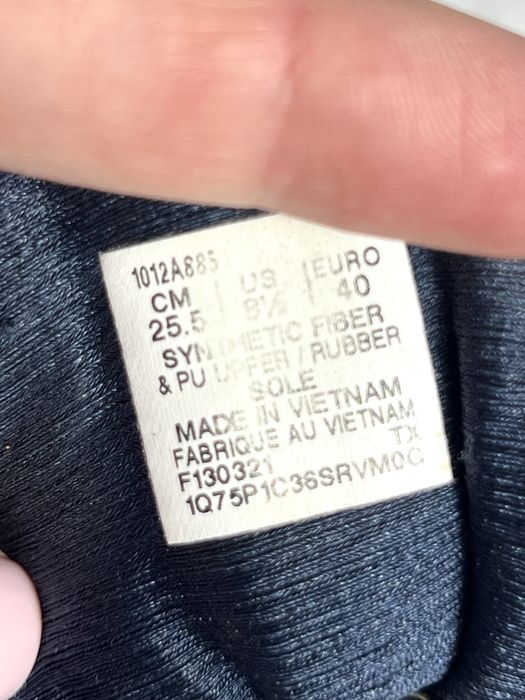 1012A885
CM | US | EURO
25.5 8½ 40
SYNTHETIC FIBER
& PU UPPER / RUBBER
SOLE
MADE IN VIETNAM
FABRIQUE AU VIETNAM
F130321 TX
1Q75P1C36SRVM0C